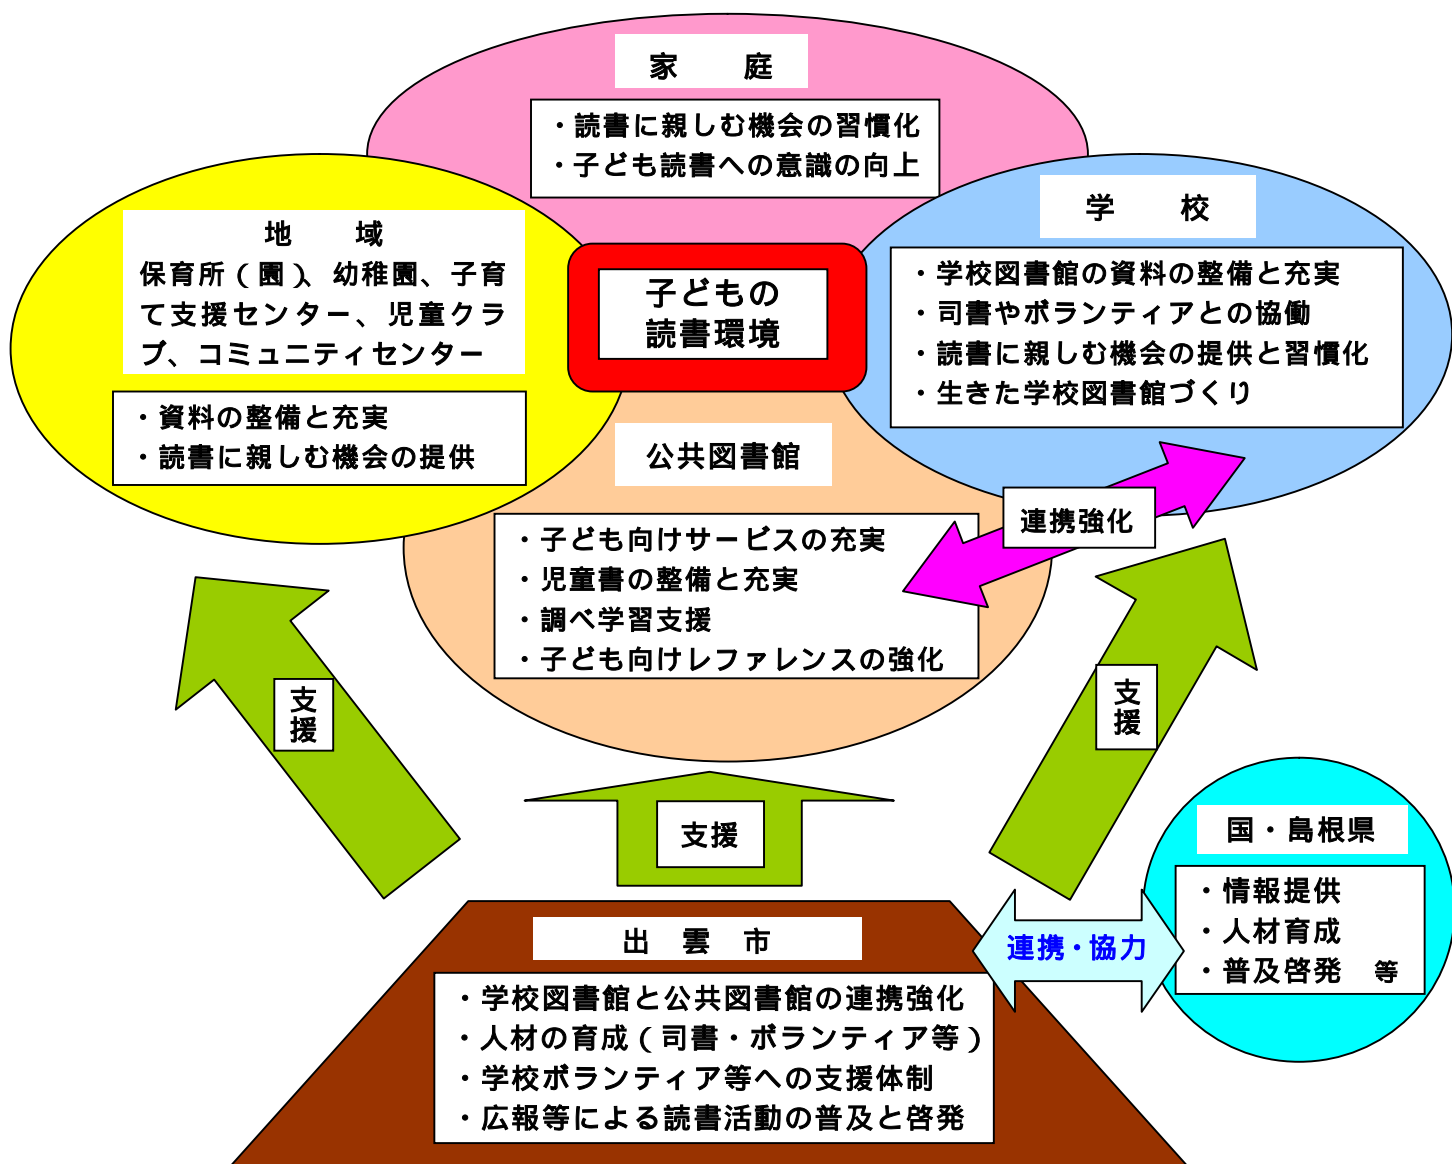 家　　庭
・読書に親しむ機会の習慣化
・子ども読書への意識の向上
地　　域
保育所（園）、幼稚園、子育
て支援センター、児童クラ
ブ、コミュニティセンター
・資料の整備と充実
・読書に親しむ機会の提供
子どもの
読書環境
学　　校
・学校図書館の資料の整備と充実
・司書やボランティアとの協働
・読書に親しむ機会の提供と習慣化
・生きた学校図書館づくり
公共図書館
・子ども向けサービスの充実
・児童書の整備と充実
・調べ学習支援
・子ども向けレファレンスの強化
連携強化
支
援
支援
支
援
国・島根県
・情報提供
・人材育成
・普及啓発　等
連携・協力
出　雲　市
・学校図書館と公共図書館の連携強化
・人材の育成（司書・ボランティア等）
・学校ボランティア等への支援体制
・広報等による読書活動の普及と啓発